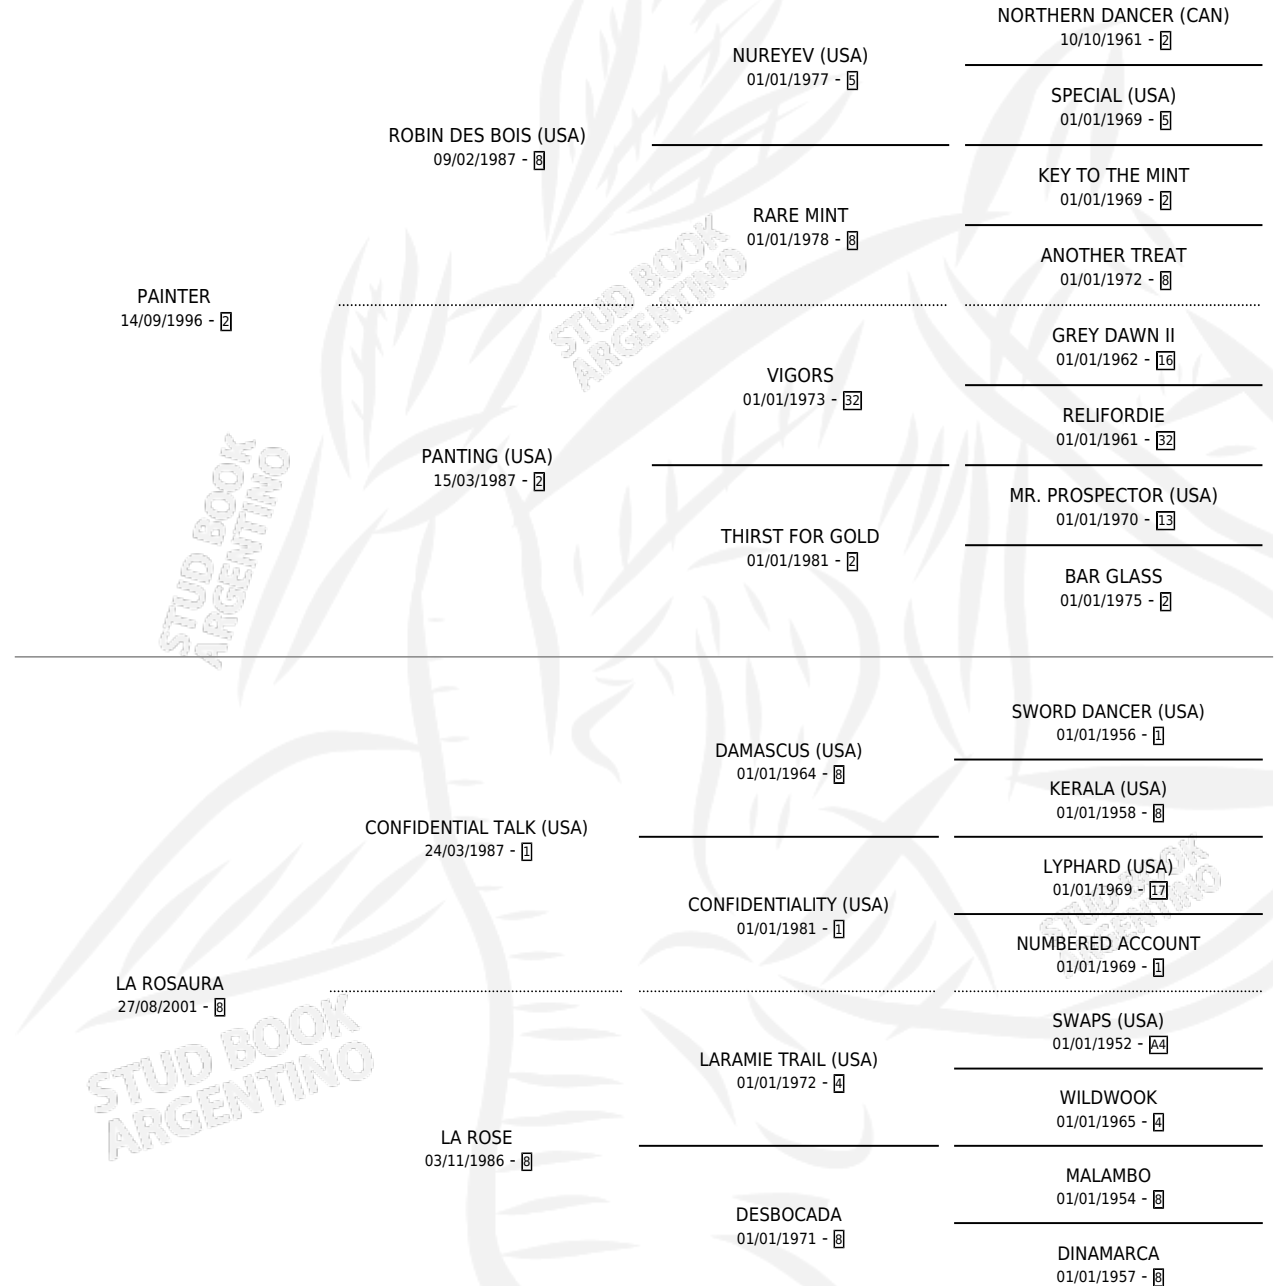 NORTHERN DANCER (CAN)
10/10/1961 - 2
NUREYEV (USA)
01/01/1977 - 5
SPECIAL (USA)
01/01/1969 - 5
ROBIN DES BOIS (USA)
09/02/1987 - 8
KEY TO THE MINT
01/01/1969 - 2
RARE MINT
01/01/1978 - 8
ANOTHER TREAT
01/01/1972 - 8
PAINTER
14/09/1996 - 2
GREY DAWN II
01/01/1962 - 16
VIGORS
01/01/1973 - 32
RELIFORDIE
01/01/1961 - 32
PANTING (USA)
15/03/1987 - 2
MR. PROSPECTOR (USA)
01/01/1970 - 13
THIRST FOR GOLD
01/01/1981 - 2
BAR GLASS
01/01/1975 - 2
STUD BOOK
ARGENTINO
STUD BOOK
ARGENTINO
SWORD DANCER (USA)
01/01/1956 - 1
DAMASCUS (USA)
01/01/1964 - 8
KERALA (USA)
01/01/1958 - 8
CONFIDENTIAL TALK (USA)
24/03/1987 - 1
LYPHARD (USA)
01/01/1969 - 17
CONFIDENTIALITY (USA)
01/01/1981 - 1
NUMBERED ACCOUNT
01/01/1969 - 1
LA ROSAURA
27/08/2001 - 8
SWAPS (USA)
01/01/1952 - A4
LARAMIE TRAIL (USA)
01/01/1972 - 4
WILDWOOK
01/01/1965 - 4
LA ROSE
03/11/1986 - 8
MALAMBO
01/01/1954 - 8
DESBOCADA
01/01/1971 - 8
DINAMARCA
01/01/1957 - 8
STUD BOOK
ARGENTINO
STUD BOOK
ARGENTINO